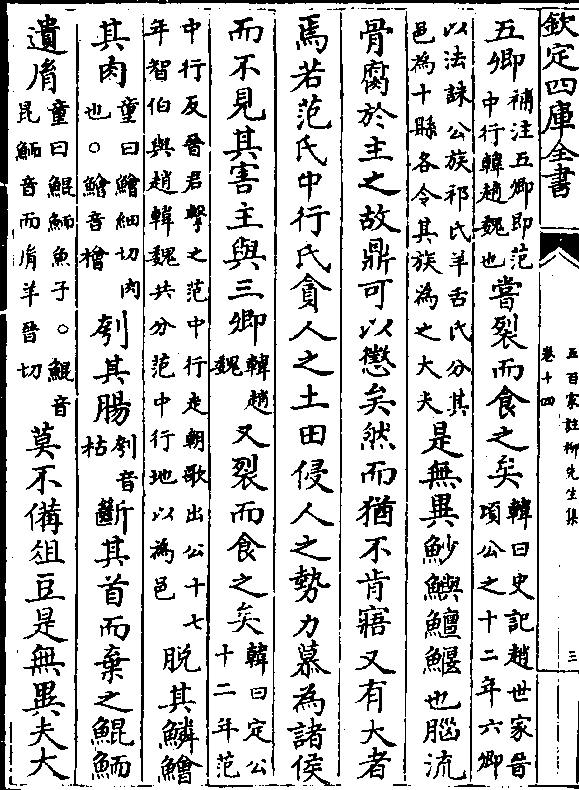 欽定四庫全書
五百家註柳先生集
卷十四
三
五卿補注五卿即范中行韓趙魏也嘗裂而食之矣韓曰史記趙世家晉頃公之十二年六卿
以法誅公族祁氏羊舌氏分其邑為十縣各令其族為之大夫是無異魦鱮鱣鰋也腦流
骨腐於主之故鼎可以懲矣然而猶不肯寤又有大者
焉若范氏中行氏貪人之土田侵人之勢力慕為諸侯
而不見其害主與三卿韓趙魏又裂而食之矣韓曰定公十二年范
中行反晉君擊之范中行走朝歌出公十七年智伯與趙韓魏共分范中行地以為邑脫其鱗鱠
其肉童曰鱠細切肉也○鱠音檜刳其腸刳音枯斷其首而棄之鯤鮞
遺胤童曰鯤鮞魚子○鯤音昆鮞音而胤羊晉切莫不備俎豆是無異夫大